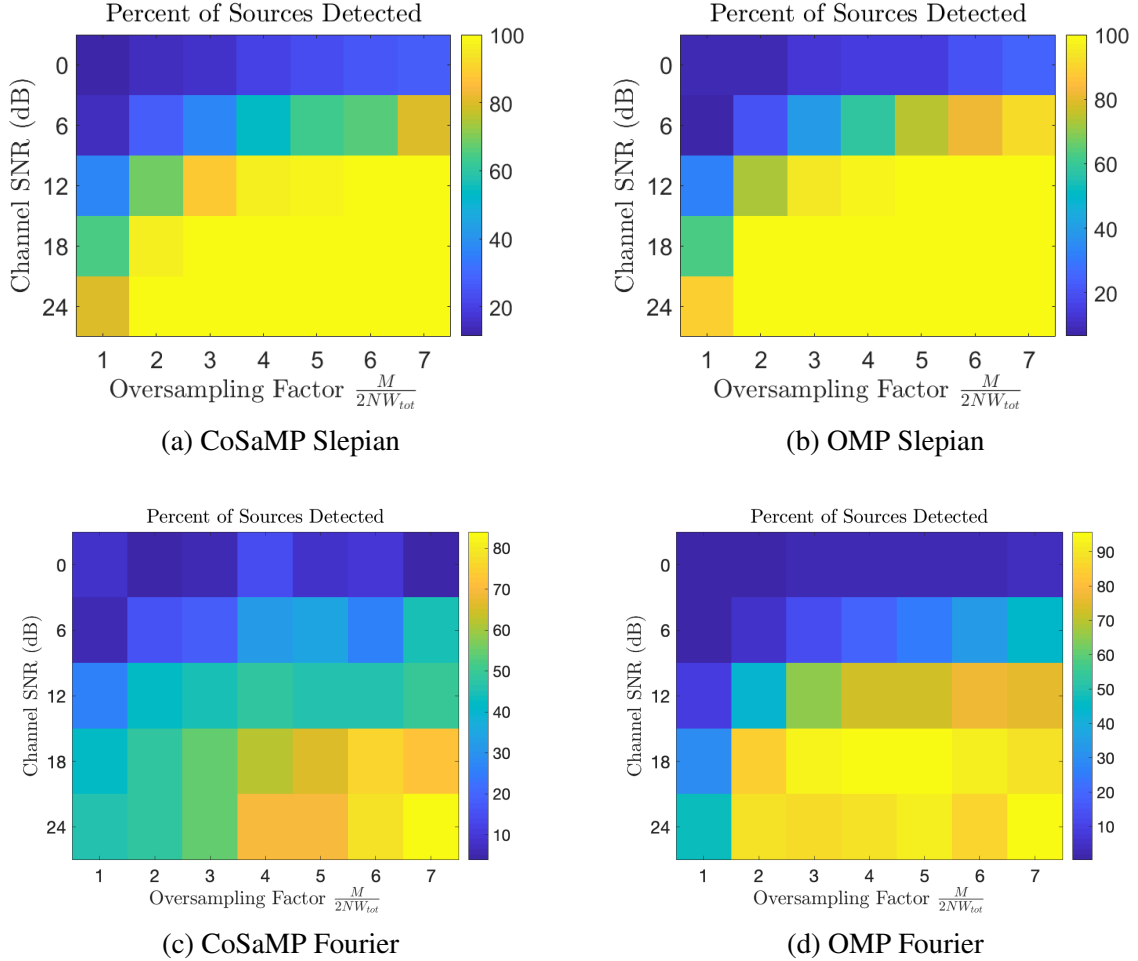 Percent of Sources Detected
Channel SNR (dB)
0
6
12
18
24
1 2 3 4 5 6 7
Oversampling Factor M/2NW_tot
100
80
60
40
20
(a) CoSaMP Slepian
Percent of Sources Detected
Channel SNR (dB)
0
6
12
18
24
1 2 3 4 5 6 7
Oversampling Factor M/2NW_tot
100
80
60
40
20
(b) OMP Slepian
Percent of Sources Detected
Channel SNR (dB)
0
6
12
18
24
1 2 3 4 5 6 7
Oversampling Factor M/2NW_tot
80
70
60
50
40
30
20
10
(c) CoSaMP Fourier
Percent of Sources Detected
Channel SNR (dB)
0
6
12
18
24
1 2 3 4 5 6 7
Oversampling Factor M/2NW_tot
90
80
70
60
50
40
30
20
10
(d) OMP Fourier